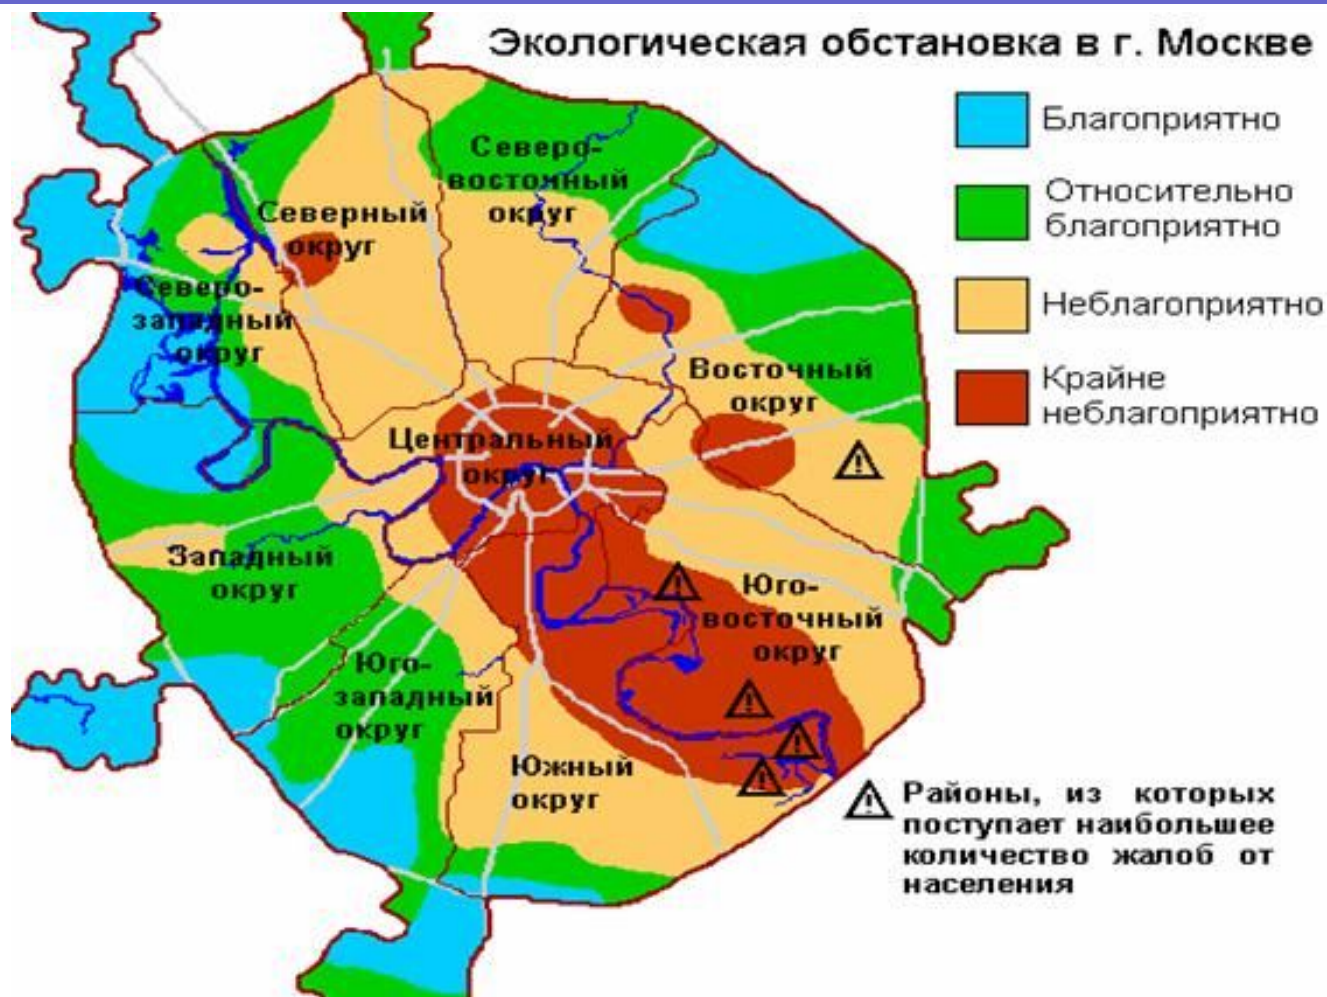 Экологическая обстановка в г. Москве
Благоприятно
Относительно
благоприятно
Неблагоприятно
Крайне
неблагоприятно
Северо-
восточный
округ
Северный
округ
Северо-
западный
округ
Восточный
округ
Центральный
округ
Западный
округ
Юго-
восточный
округ
Юго-
западный
округ
Южный
округ
Районы, из которых
поступает наибольшее
количество жалоб от
населения